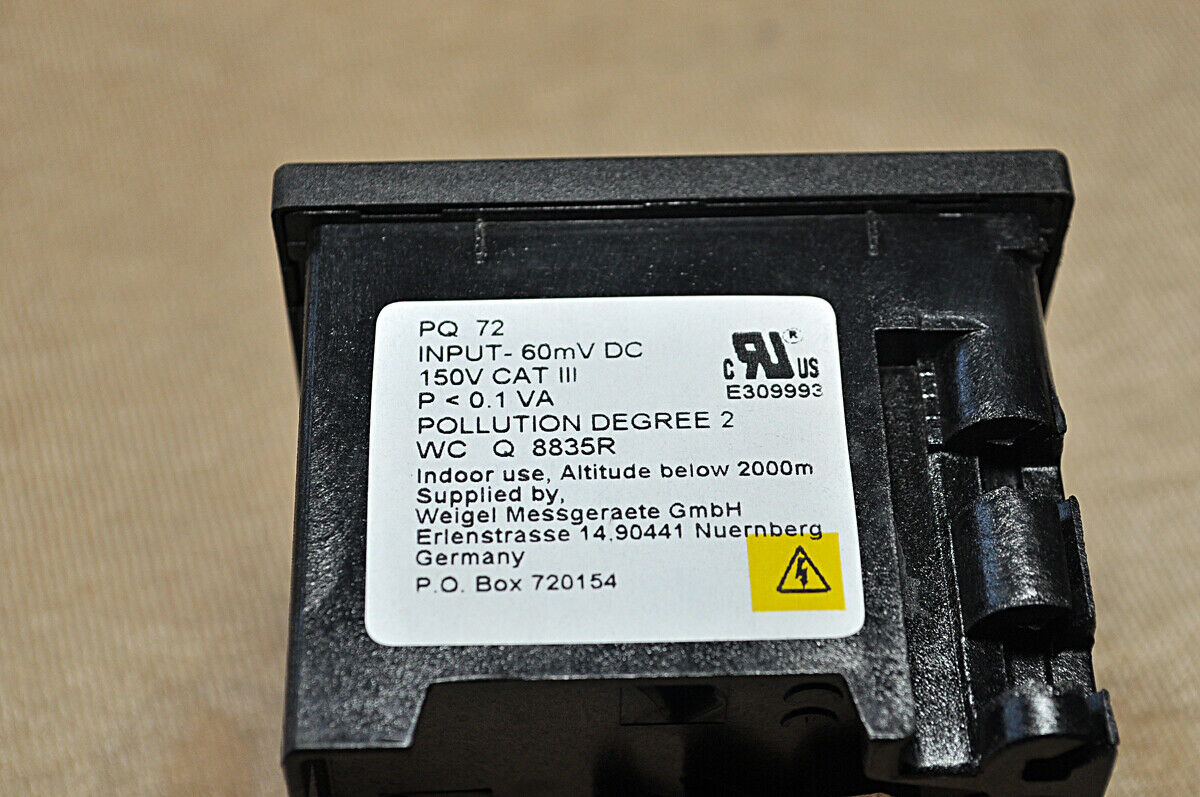 PQ 72
INPUT- 60mV DC
150V CAT III
P < 0.1 VA
POLLUTION DEGREE 2
WC Q 8835R
Indoor use, Altitude below 2000m
Supplied by,
Weigel Messgeraete GmbH
Erlenstrasse 14,90441 Nuernberg
Germany
P.O. Box 720154
c RU ® US
E309993